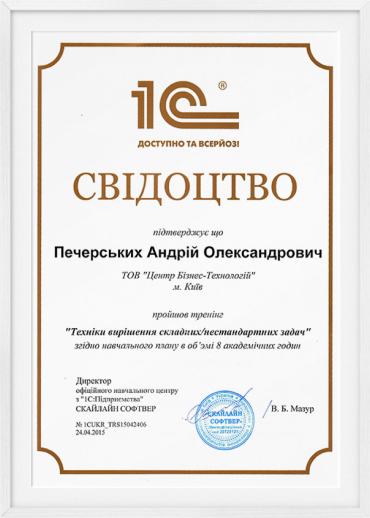 1С®
ДОСТУПНО ТА ВСЕРЙОЗ!
СВІДОЦТВО
підтверджує що
Печерських Андрій Олександрович
ТОВ "Центр Бізнес-Технологій"
м. Київ
пройшов тренінг
"Техніки вирішення складних/нестандартних задач"
згідно навчального плану в об’ємі 8 академічних годин
Директор
офіційного навчального центру
з "1С:Підприємства"
СКАЙЛАЙН СОФТВЕР
В. Б. Мазур
№ 1CUKR_TRS15042406
24.04.2015
СКАЙЛАЙН
СОФТВЕР